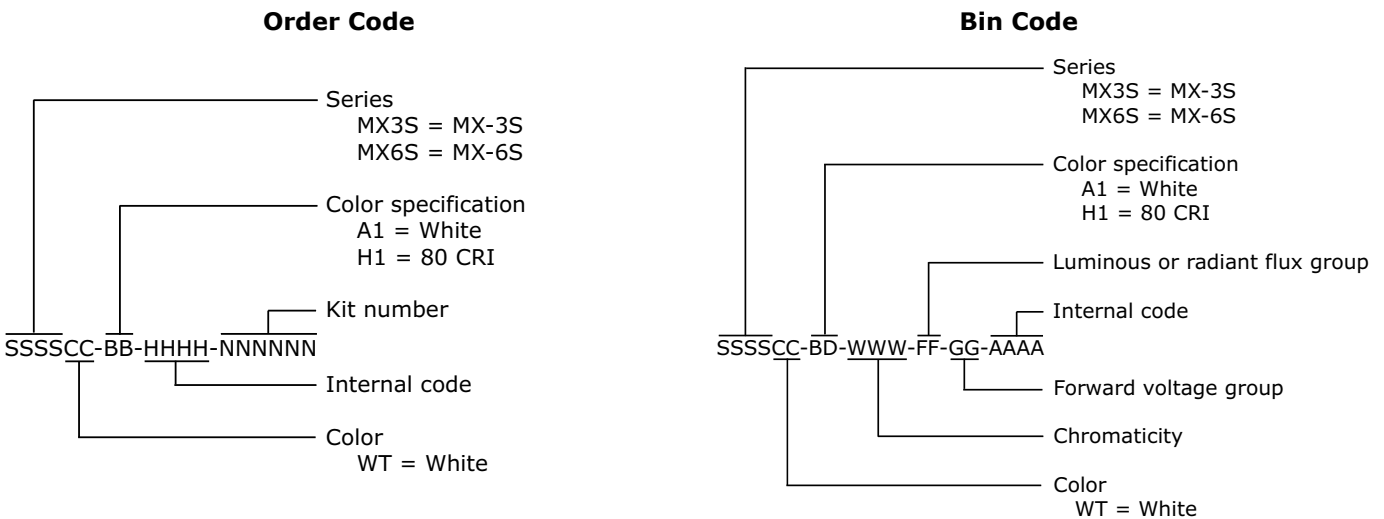 Order Code
Series
MX3S = MX-3S
MX6S = MX-6S
Color specification
A1 = White
H1 = 80 CRI
Kit number
SSSSCC-BB-HHHH-NNNNNN
Internal code
Color
WT = White
Bin Code
Series
MX3S = MX-3S
MX6S = MX-6S
Color specification
A1 = White
H1 = 80 CRI
Luminous or radiant flux group
Internal code
SSSSCC-BD-WWW-FF-GG-AAAA
Forward voltage group
Chromaticity
Color
WT = White